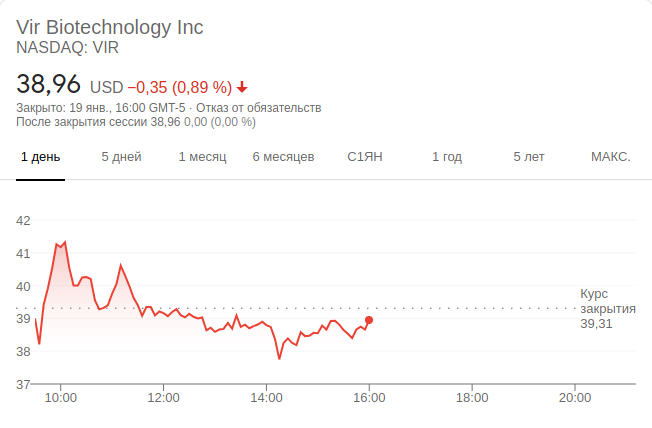 Vir Biotechnology Inc
NASDAQ: VIR
38,96 USD −0,35 (0,89 %)
Закрыто: 19 янв., 16:00 GMT-5 · Отказ от обязательств
После закрытия сессии 38,96 0,00 (0,00 %)
1 день 5 дней 1 месяц 6 месяцев С1ЯН 1 год 5 лет МАКС.
42
41
40
Курс
закрытия
39,31
39
38
37
10:00 12:00 14:00 16:00 18:00 20:00